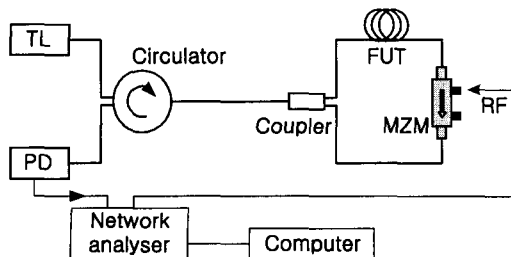 TL
Circulator
FUT
Coupler
MZM
RF
PD
Network
analyser
Computer